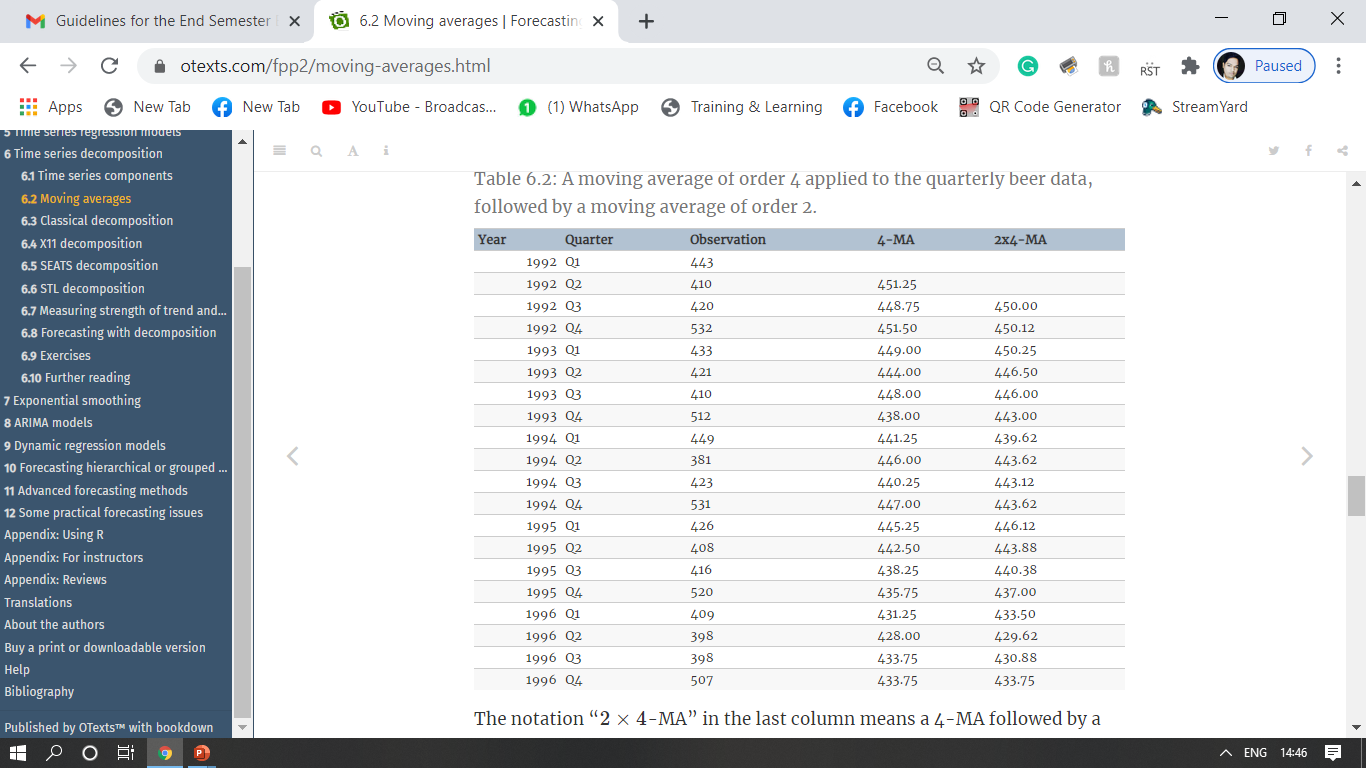 Guidelines for the End Semester
6.2 Moving averages | Forecastin
otexts.com/fpp2/moving-averages.html
RST
Paused
Apps
New Tab
New Tab
YouTube - Broadcas...
(1) WhatsApp
Training & Learning
Facebook
QR Code Generator
StreamYard
5 Time series regression models
6 Time series decomposition
6.1 Time series components
6.2 Moving averages
6.3 Classical decomposition
6.4 X11 decomposition
6.5 SEATS decomposition
6.6 STL decomposition
6.7 Measuring strength of trend and...
6.8 Forecasting with decomposition
6.9 Exercises
6.10 Further reading
7 Exponential smoothing
8 ARIMA models
9 Dynamic regression models
10 Forecasting hierarchical or grouped ...
11 Advanced forecasting methods
12 Some practical forecasting issues
Appendix: Using R
Appendix: For instructors
Appendix: Reviews
Translations
About the authors
Buy a print or downloadable version
Help
Bibliography
Published by OTexts™ with bookdown
A
i
Table 6.2: A moving average of order 4 applied to the quarterly beer data,
followed by a moving average of order 2.
Year Quarter Observation 4-MA 2x4-MA
1992 Q1 443
1992 Q2 410 451.25
1992 Q3 420 448.75 450.00
1992 Q4 532 451.50 450.12
1993 Q1 433 449.00 450.25
1993 Q2 421 444.00 446.50
1993 Q3 410 448.00 446.00
1993 Q4 512 438.00 443.00
1994 Q1 449 441.25 439.62
1994 Q2 381 446.00 443.62
1994 Q3 423 440.25 443.12
1994 Q4 531 447.00 443.62
1995 Q1 426 445.25 446.12
1995 Q2 408 442.50 443.88
1995 Q3 416 438.25 440.38
1995 Q4 520 435.75 437.00
1996 Q1 409 431.25 433.50
1996 Q2 398 428.00 429.62
1996 Q3 398 433.75 430.88
1996 Q4 507 433.75 433.75
The notation “2 × 4-MA” in the last column means a 4-MA followed by a
ENG 14:46